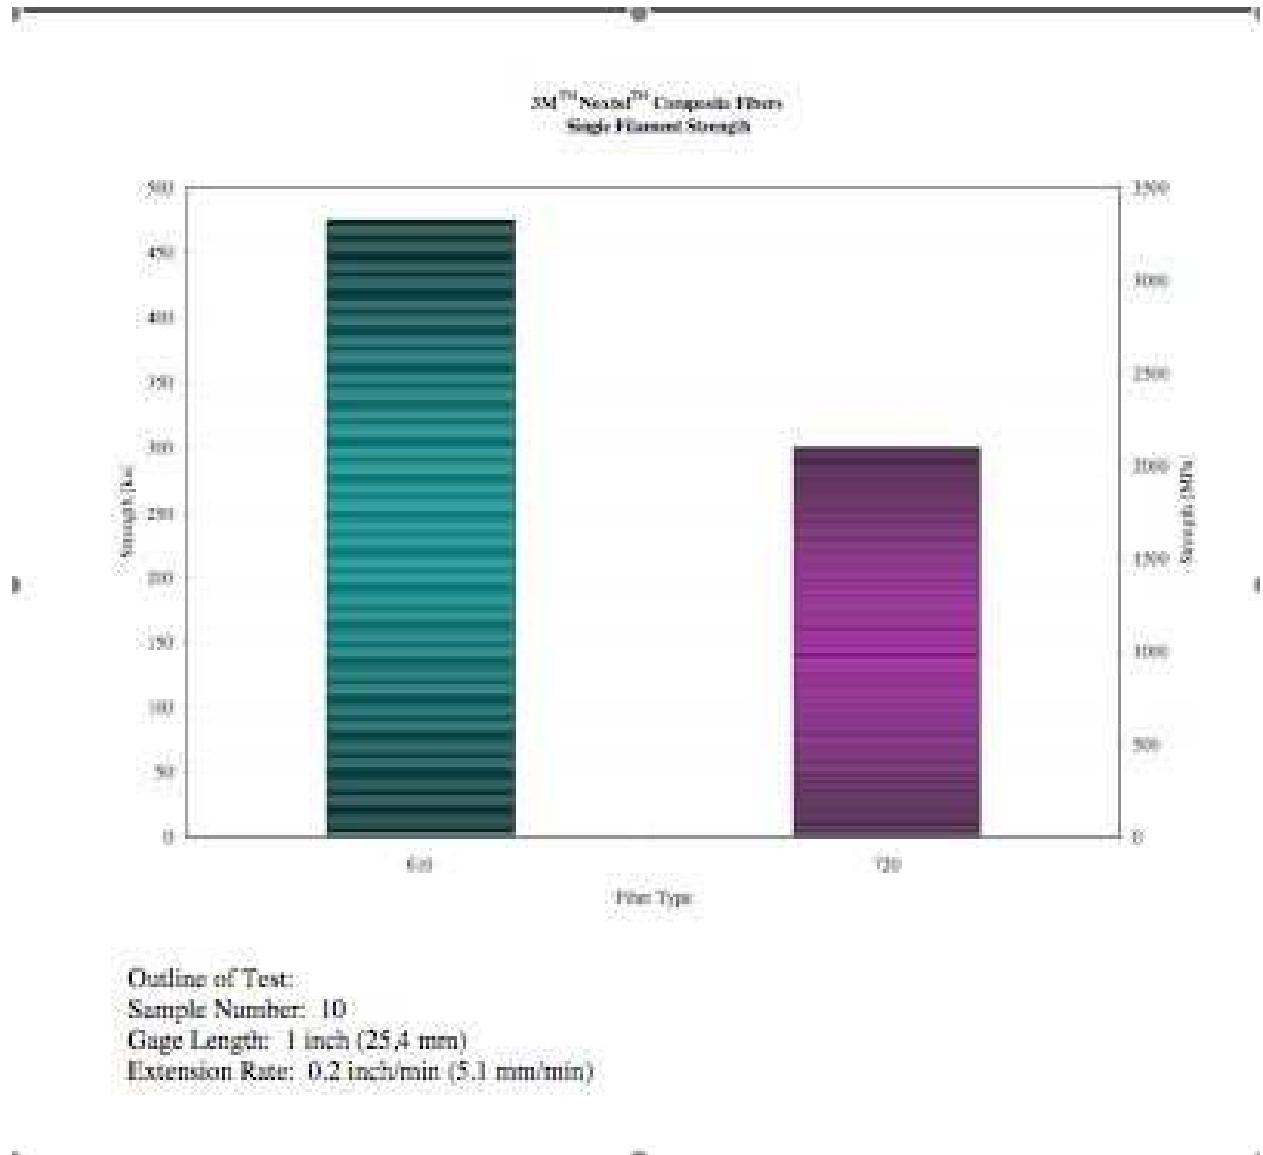 3M™ Nextel™ Composite Fibers
Single Filament Strength
500
450
400
350
300
250
200
150
100
50
0
Strength [ksi]
3500
3000
2500
2000
1500
1000
500
0
Strength [MPa]
610
720
Fiber Type
Outline of Test:
Sample Number: 10
Gage Length: 1 inch (25.4 mm)
Extension Rate: 0.2 inch/min (5.1 mm/min)